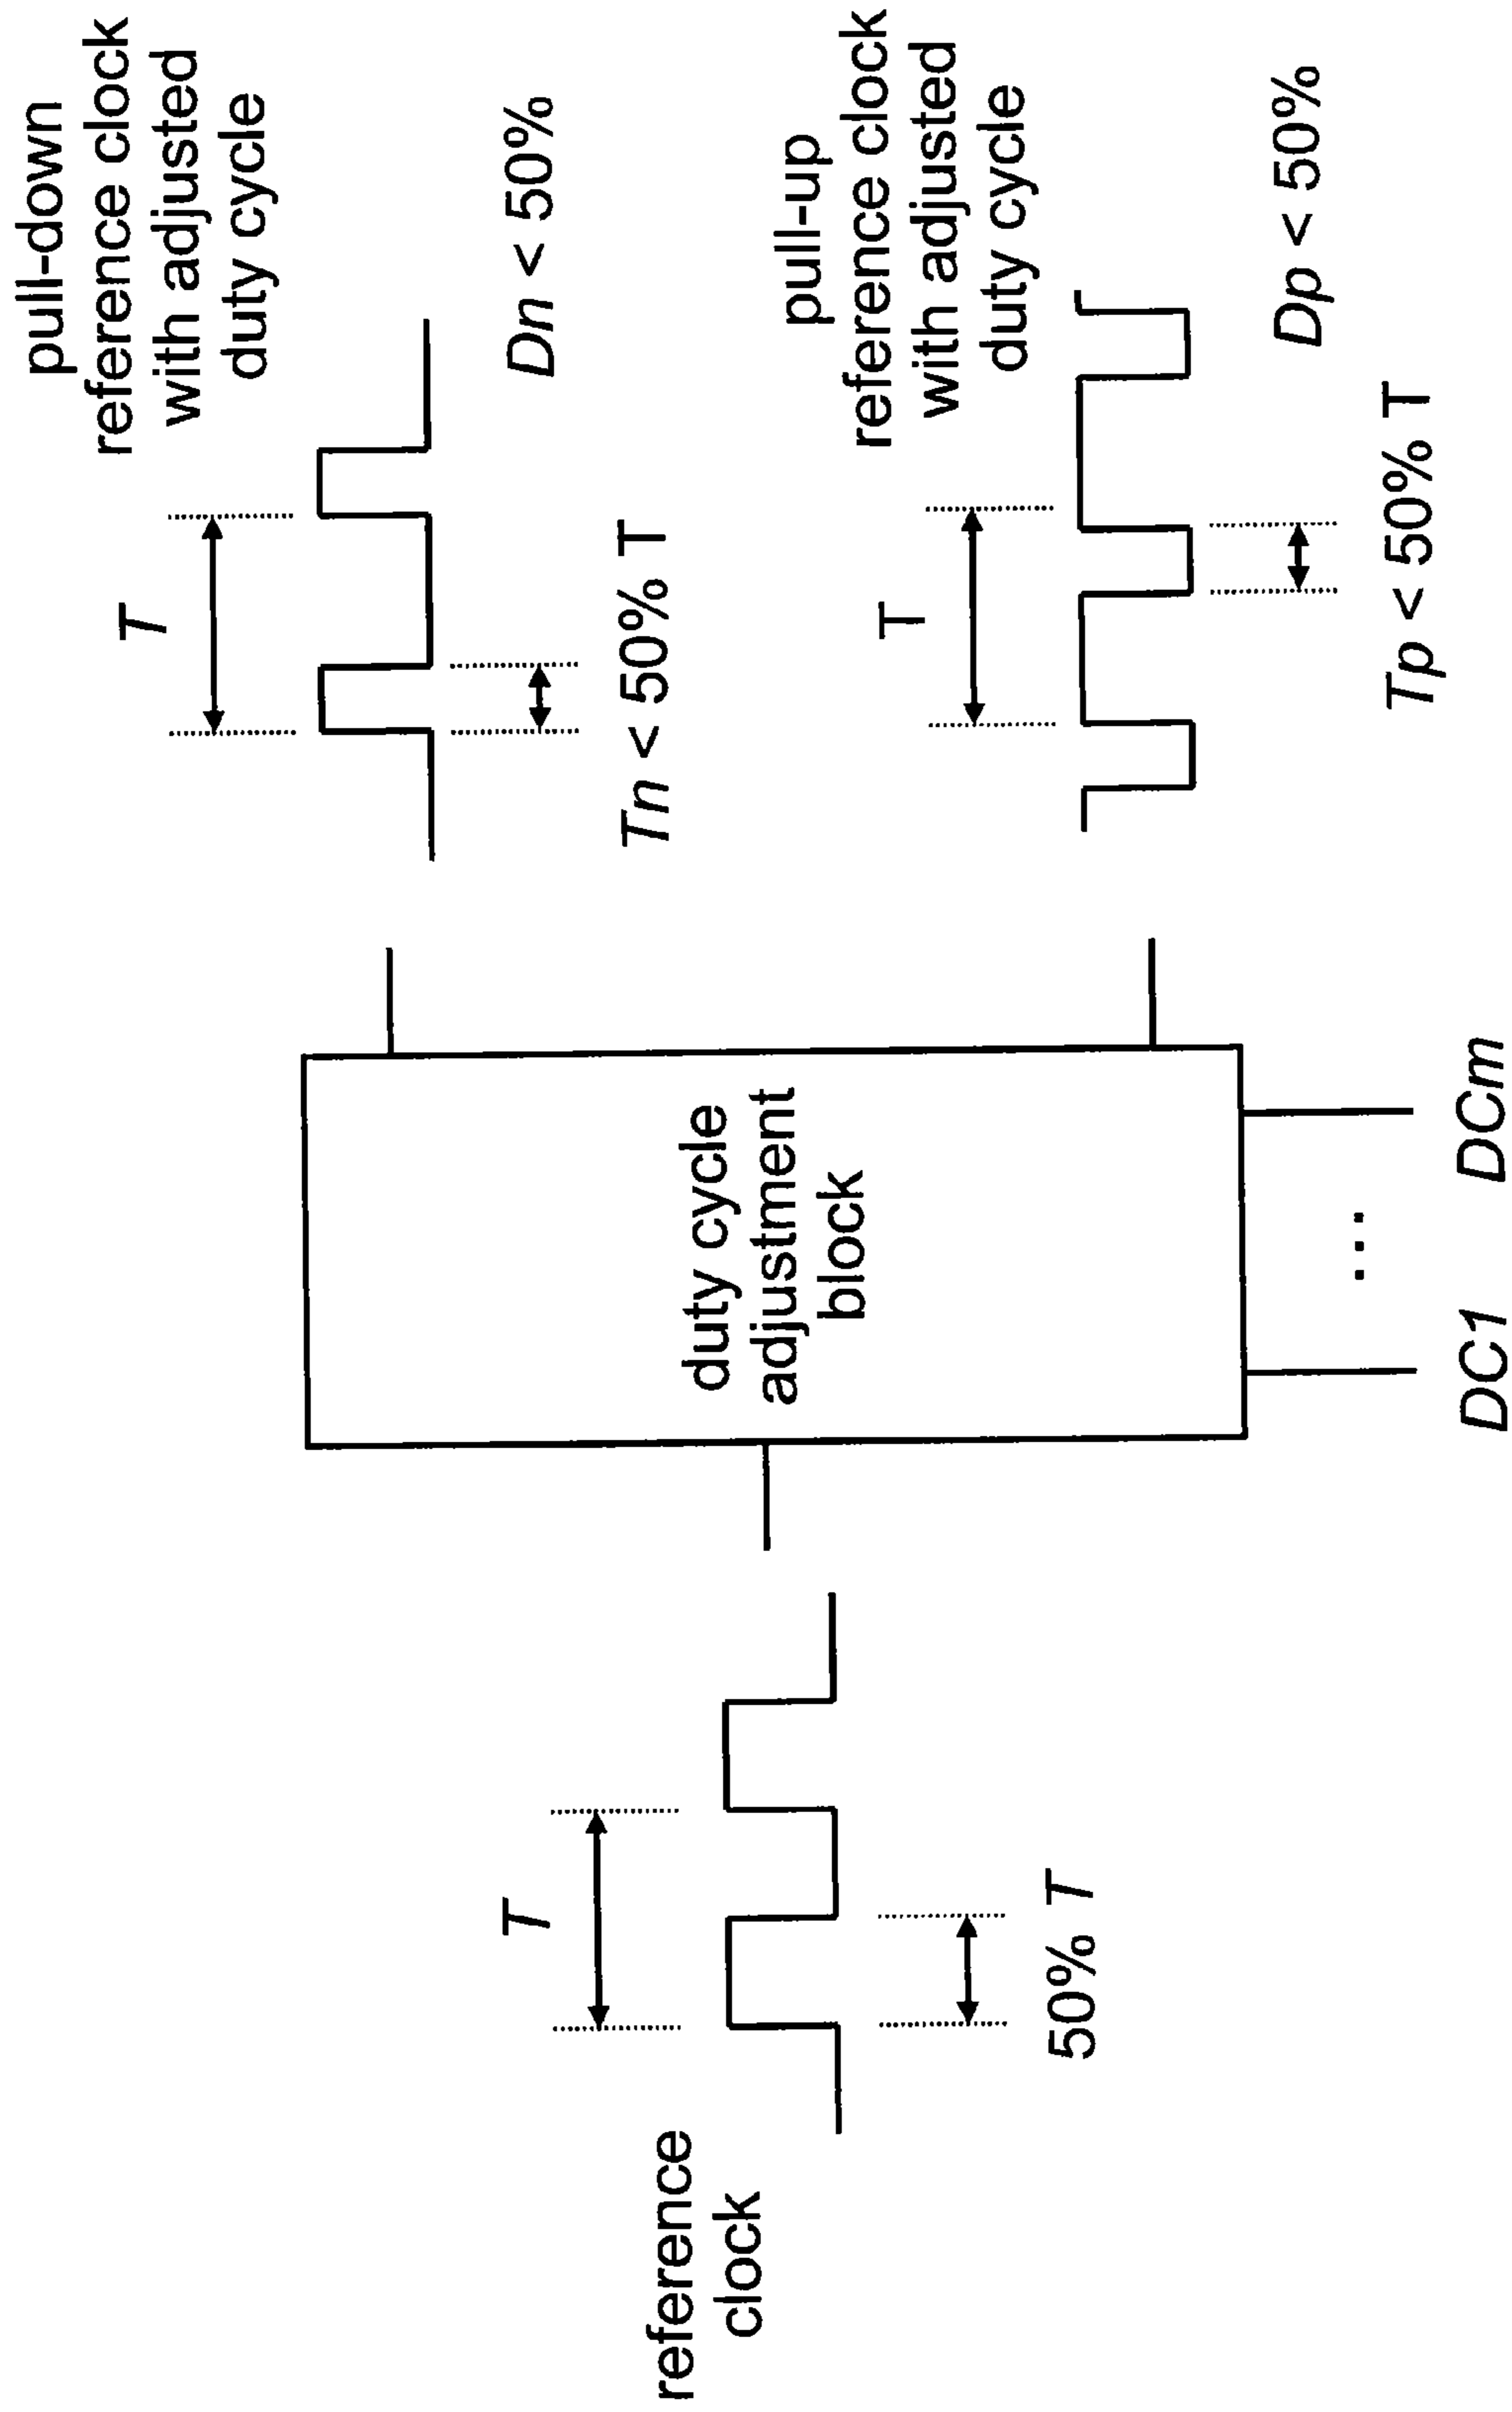 reference
clock
T
50% T
duty cycle
adjustment
block
DC1 ... DCm
pull-down
reference clock
with adjusted
duty cycle
T
Dn < 50%
Tn < 50% T
pull-up
reference clock
with adjusted
duty cycle
T
Dp < 50%
Tp < 50% T